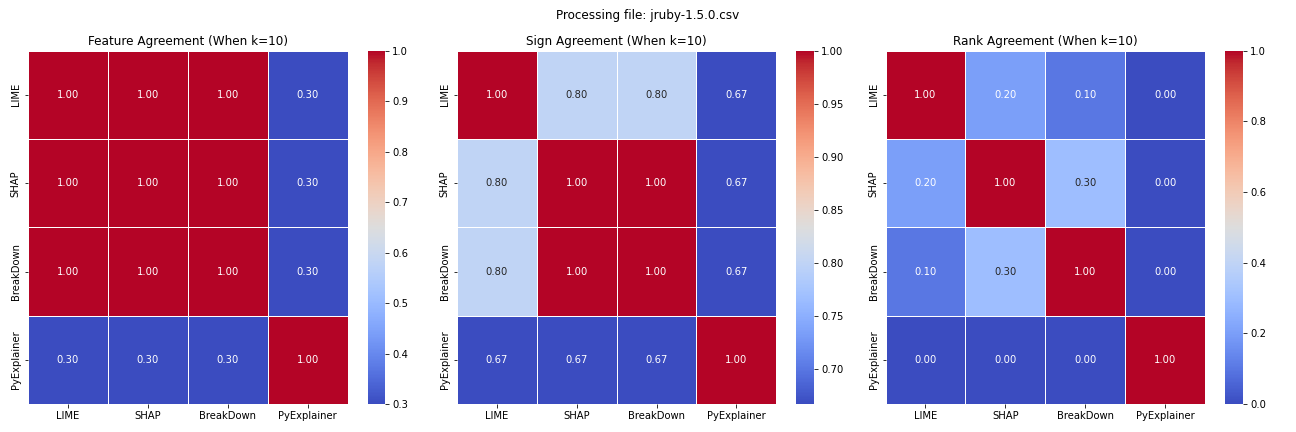 Processing file: jruby-1.5.0.csv
Feature Agreement (When k=10)
LIME 1.00 1.00 1.00 0.30
SHAP 1.00 1.00 1.00 0.30
BreakDown 1.00 1.00 1.00 0.30
PyExplainer 0.30 0.30 0.30 1.00
LIME SHAP BreakDown PyExplainer
1.0
0.9
0.8
0.7
0.6
0.5
0.4
0.3
Sign Agreement (When k=10)
LIME 1.00 0.80 0.80 0.67
SHAP 0.80 1.00 1.00 0.67
BreakDown 0.80 1.00 1.00 0.67
PyExplainer 0.67 0.67 0.67 1.00
LIME SHAP BreakDown PyExplainer
1.00
0.95
0.90
0.85
0.80
0.75
0.70
Rank Agreement (When k=10)
LIME 1.00 0.20 0.10 0.00
SHAP 0.20 1.00 0.30 0.00
BreakDown 0.10 0.30 1.00 0.00
PyExplainer 0.00 0.00 0.00 1.00
LIME SHAP BreakDown PyExplainer
1.0
0.8
0.6
0.4
0.2
0.0